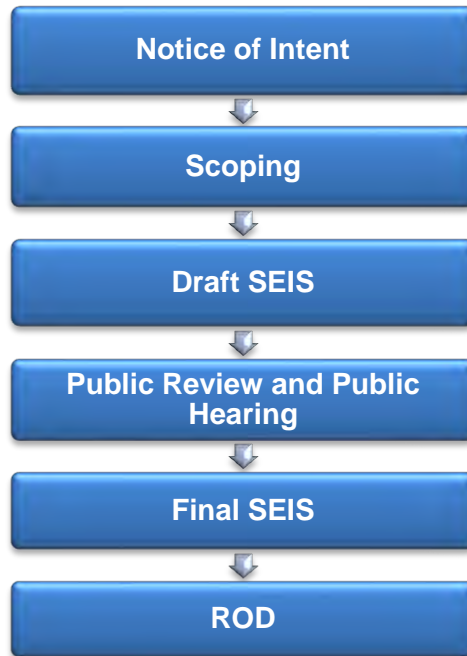 Notice of Intent
Scoping
Draft SEIS
Public Review and Public
Hearing
Final SEIS
ROD